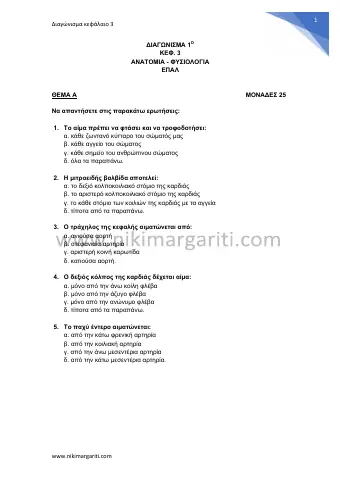 Διαγώνισμα κεφάλαιο 3
1
ΔΙΑΓΩΝΙΣΜΑ 1Ο
ΚΕΦ. 3
ΑΝΑΤΟΜΙΑ - ΦΥΣΙΟΛΟΓΙΑ
ΕΠΑΛ
ΘΕΜΑ Α ΜΟΝΑΔΕΣ 25
Να απαντήσετε στις παρακάτω ερωτήσεις:
1. Το αίμα πρέπει να φτάσει και να τροφοδοτήσει:
α. κάθε ζωντανό κύτταρο του σώματός μας
β. κάθε αγγείο του σώματος
γ. κάθε σημείο του ανθρώπινου σώματος
δ. όλα τα παραπάνω.
2. Η μιτραειδής βαλβίδα αποτελεί:
α. το δεξιό κολποκοιλιακό στόμιο της καρδιάς
β. το αριστερό κολποκοιλιακό στόμιο της καρδιάς
γ. το κάθε στόμιο των κοιλιών της καρδιάς με τα αγγεία
δ. τίποτα από τα παραπάνω.
3. Ο τράχηλος της κεφαλής αιματώνεται από:
α. ανιούσα αορτή
β. στεφανιαία αρτηρία
γ. αριστερή κοινή καρωτίδα
δ. κατιούσα αορτή.
www.nikimargariti.com
4. Ο δεξιός κόλπος της καρδιάς δέχεται αίμα:
α. μόνο από την άνω κοίλη φλέβα
β. μόνο από την άζυγο φλέβα
γ. μόνο από την ανώνυμο φλέβα
δ. τίποτα από τα παραπάνω.
5. Το παχύ έντερο αιματώνεται:
α. από την κάτω φρενική αρτηρία
β. από την κοιλιακή αρτηρία
γ. από την άνω μεσεντέρια αρτηρία
δ. από την κάτω μεσεντέρια αρτηρία.
www.nikimargariti.com